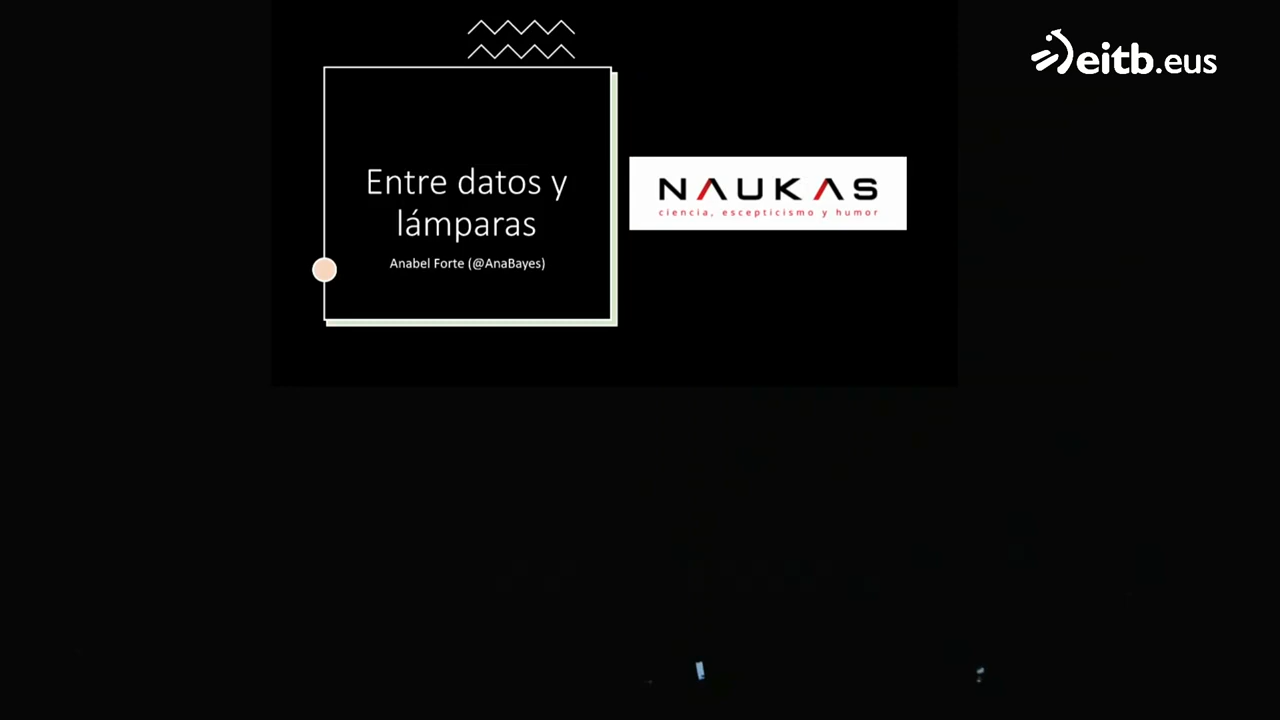 eitb.eus
Entre datos y
lámparas
Anabel Forte (@AnaBayes)
NAUKAS
ciencia, escepticismo y humor